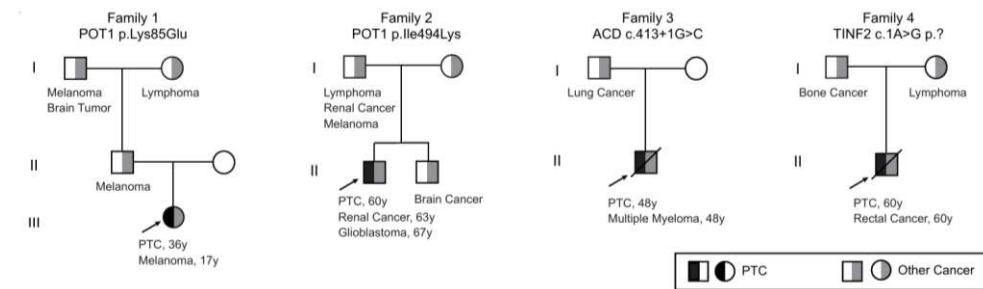 Family 1
POT1 p.Lys85Glu
I
Melanoma
Brain Tumor
Lymphoma
II
Melanoma
III
PTC, 36y
Melanoma, 17y
Family 2
POT1 p.Ile494Lys
I
Lymphoma
Renal Cancer
Melanoma
II
PTC, 60y
Renal Cancer, 63y
Glioblastoma, 67y
Brain Cancer
Family 3
ACD c.413+1G>C
I
Lung Cancer
II
PTC, 48y
Multiple Myeloma, 48y
Family 4
TINF2 c.1A>G p.?
I
Bone Cancer
Lymphoma
II
PTC, 60y
Rectal Cancer, 60y
PTC
Other Cancer